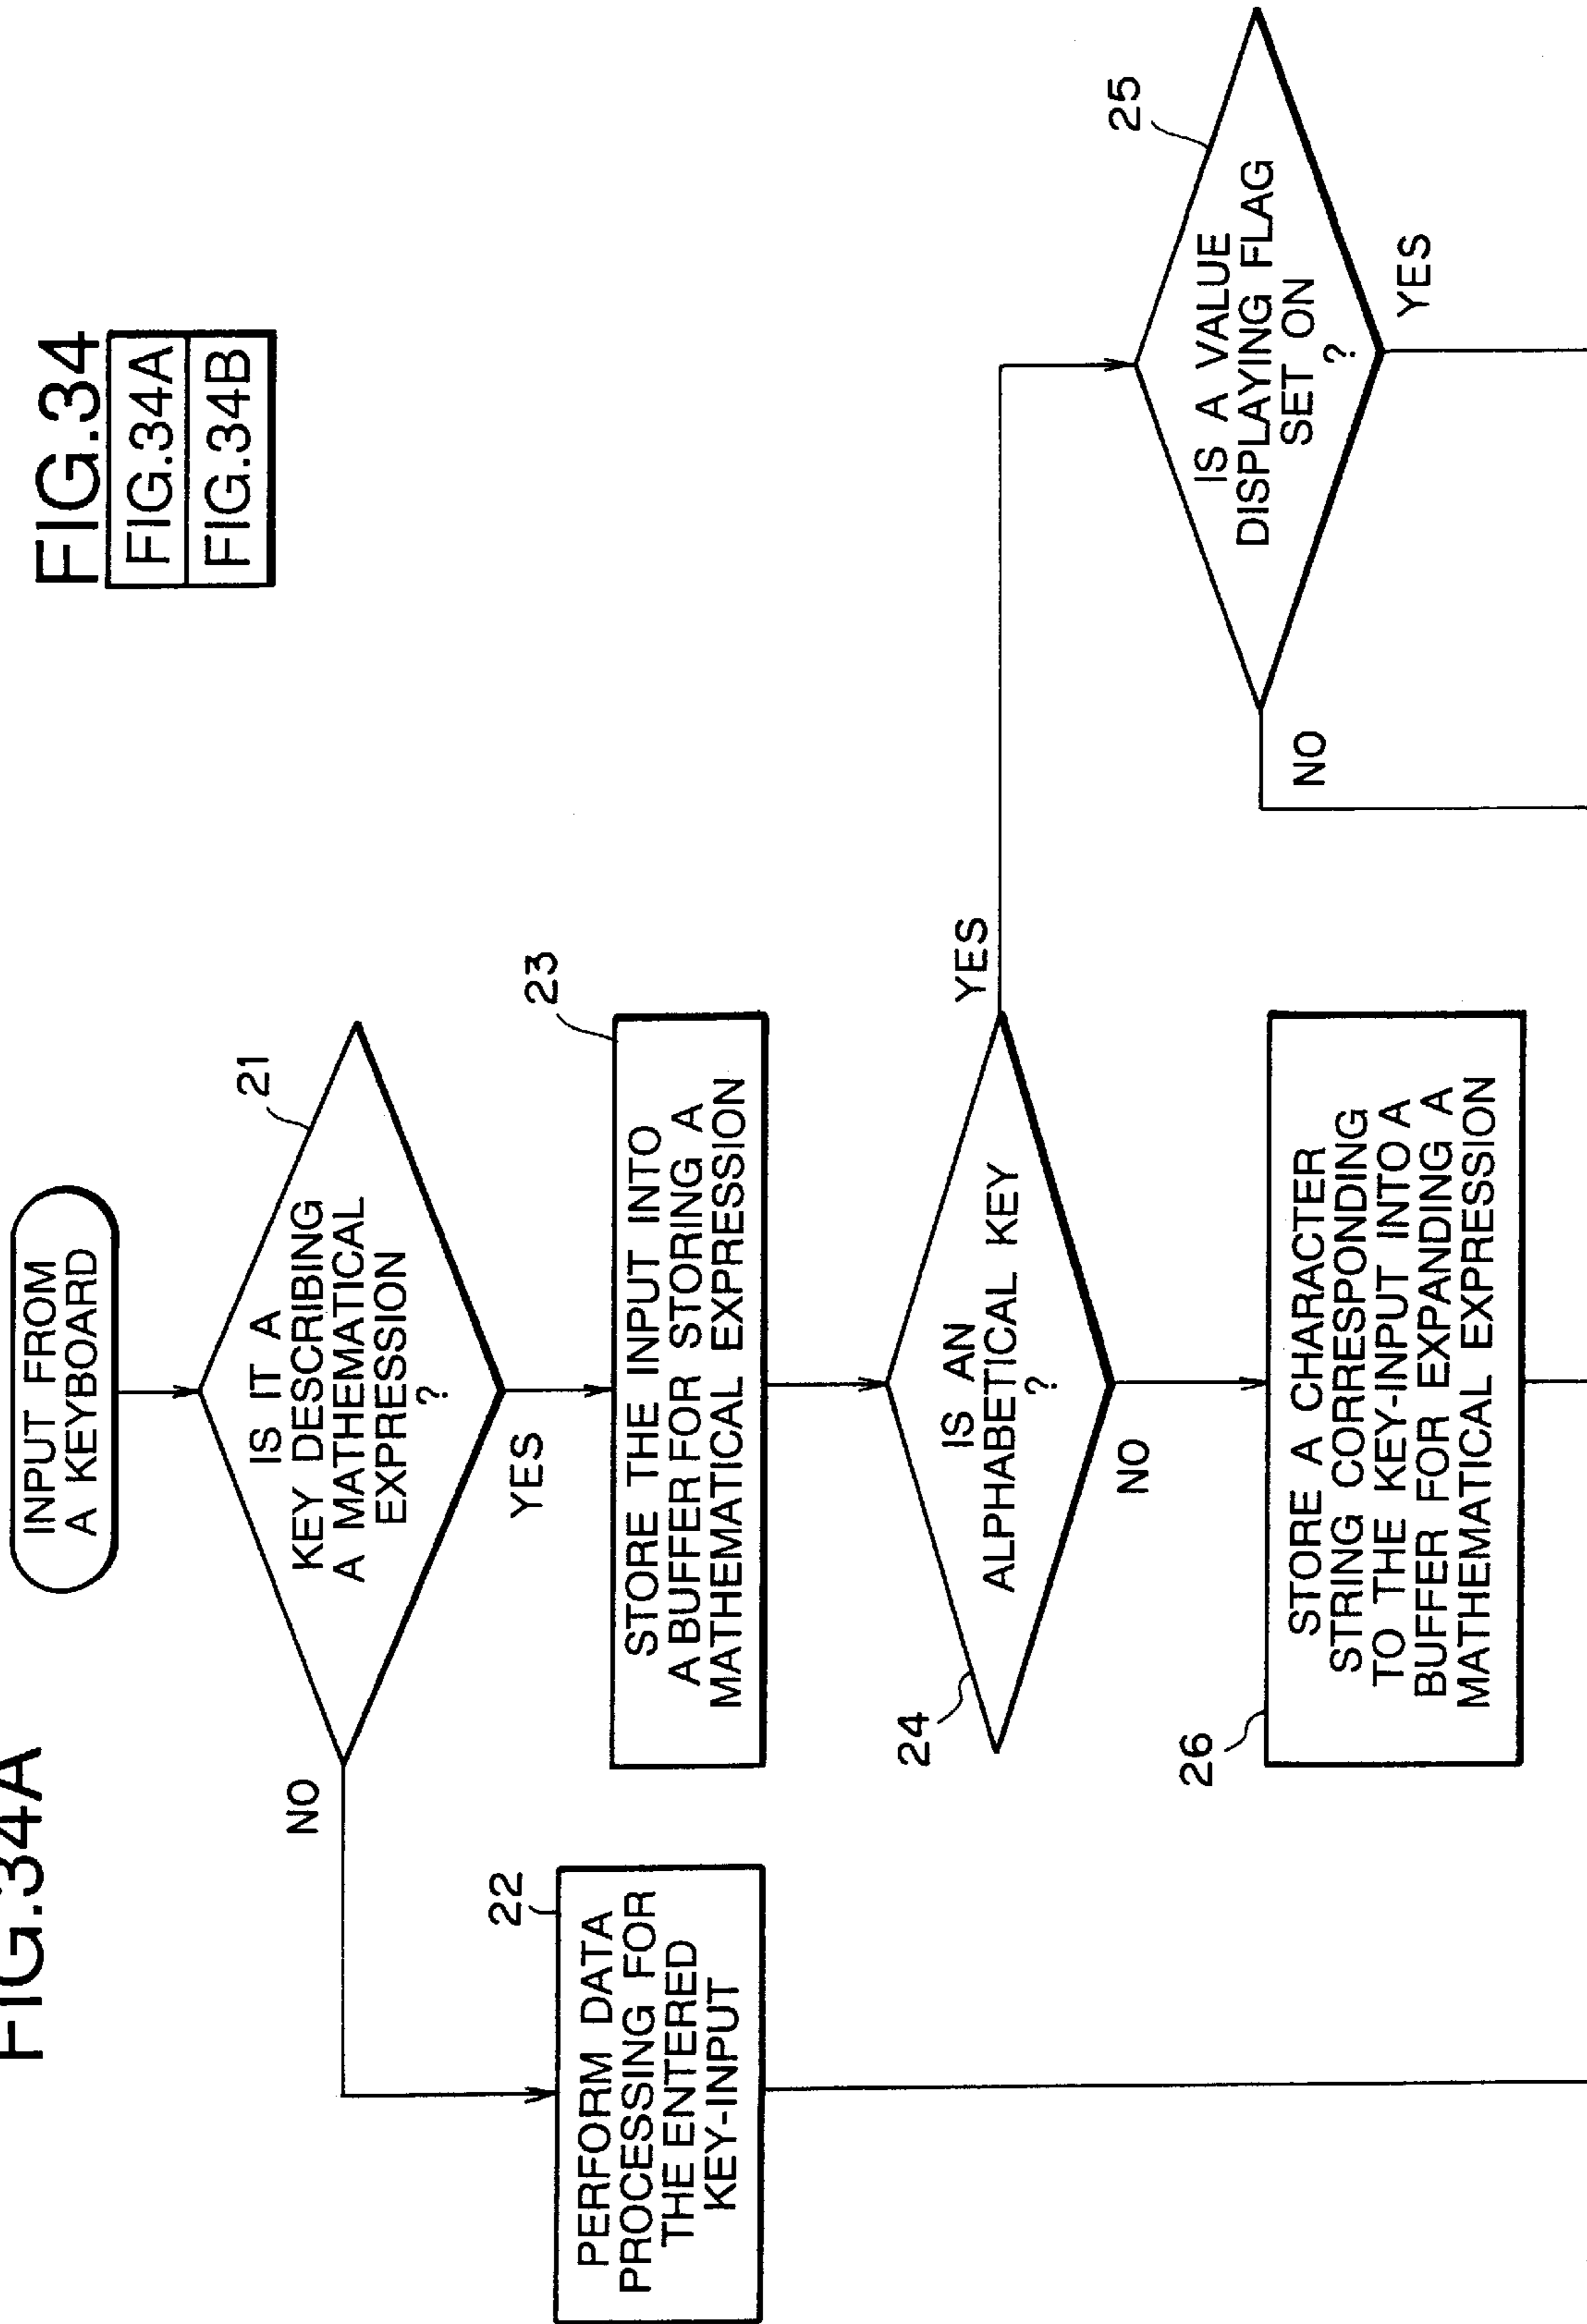 FIG.34A
FIG.34
FIG.34A
FIG.34B
INPUT FROM
A KEYBOARD
21
IS IT A
KEY DESCRIBING
A MATHEMATICAL
EXPRESSION
?
NO
YES
22
PERFORM DATA
PROCESSING FOR
THE ENTERED
KEY-INPUT
23
STORE THE INPUT INTO
A BUFFER FOR STORING A
MATHEMATICAL EXPRESSION
24
IS AN
ALPHABETICAL KEY
?
YES
NO
25
IS A VALUE
DISPLAYING FLAG
SET ON
?
NO
YES
26
STORE A CHARACTER
STRING CORRESPONDING
TO THE KEY-INPUT INTO A
BUFFER FOR EXPANDING A
MATHEMATICAL EXPRESSION